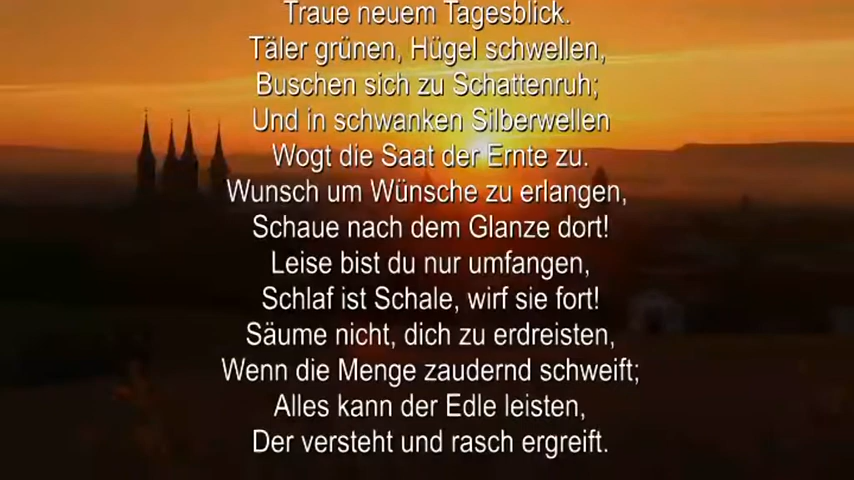 Traue neuem Tagesblick.
Täler grünen, Hügel schwellen,
Buschen sich zu Schattenruh;
Und in schwanken Silberwellen
Wogt die Saat der Ernte zu.
Wunsch um Wünsche zu erlangen,
Schaue nach dem Glanze dort!
Leise bist du nur umfangen,
Schlaf ist Schale, wirf sie fort!
Säume nicht, dich zu erdreisten,
Wenn die Menge zaudernd schweift;
Alles kann der Edle leisten,
Der versteht und rasch ergreift.